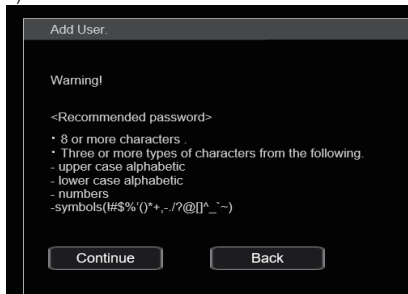 Add User.
Warning!
<Recommended password>
・8 or more characters .
・Three or more types of characters from the following.
- upper case alphabetic
- lower case alphabetic
- numbers
-symbols(!#$%'()*+,-./?@[]^_`~)
Continue
Back